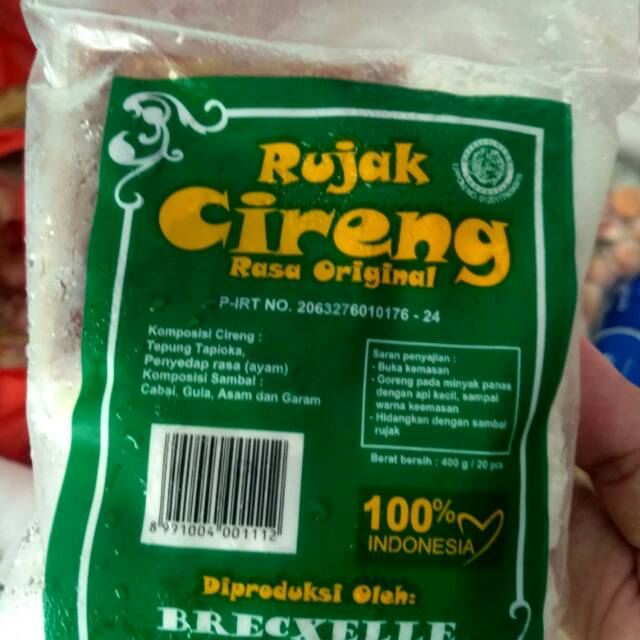 Rujak
Cireng
Rasa Original
P-IRT NO. 2063276010176 - 24
Komposisi Cireng :
Tepung Tapioka,
Penyedap rasa (ayam)
Komposisi Sambal :
Cabai, Gula, Asam dan Garam
Saran penyajian :
- Buka kemasan
- Goreng pada minyak panas
dengan api kecil, sampai
warna keemasan
- Hidangkan dengan sambal
rujak
Berat bersih : 400 g / 20 pcs
8 991004 001112
100%
INDONESIA
Diproduksi Oleh:
BRECXELLE